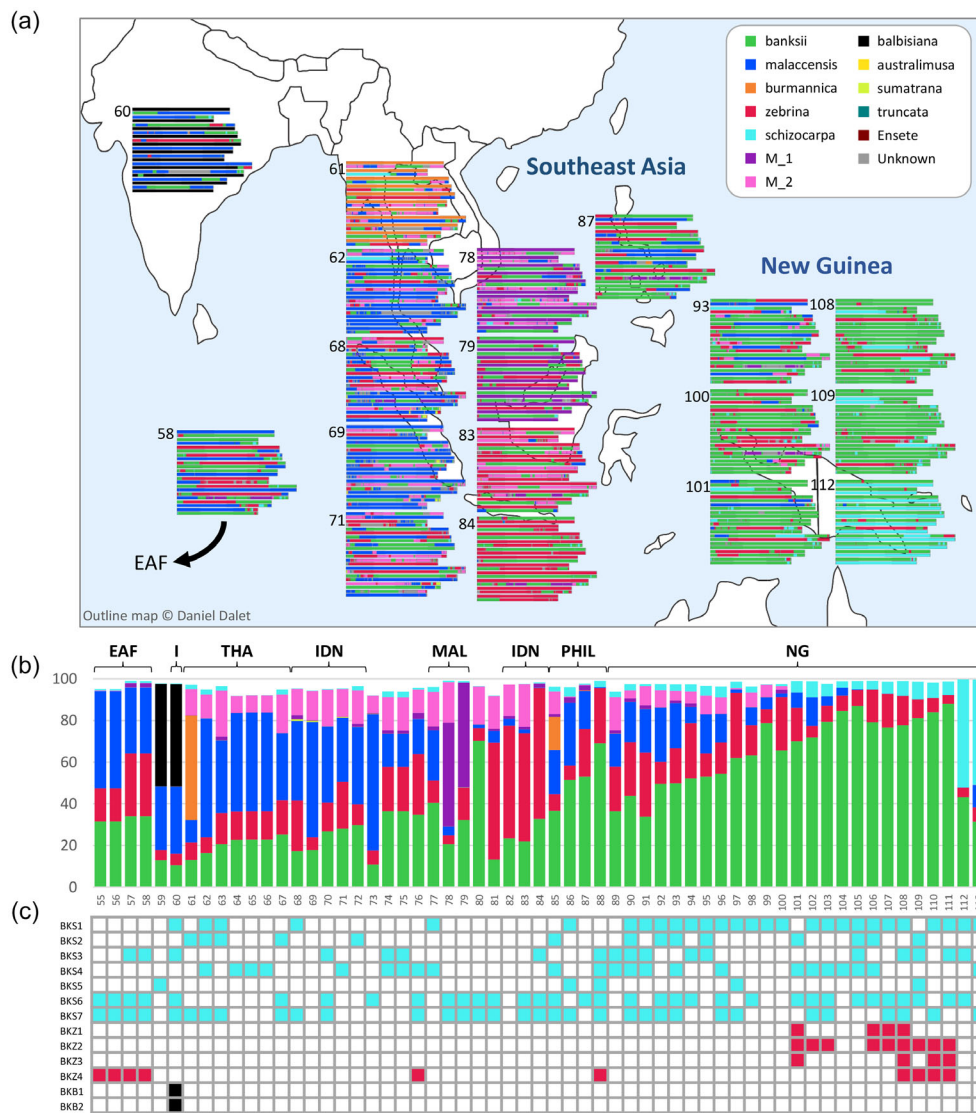 (a)
banksii
malaccensis
burmannica
zebrina
schizocarpa
M_1
M_2
balbisiana
australimusa
sumatrana
truncata
Ensete
Unknown
Southeast Asia
New Guinea
60
61
62
78
87
68
79
93
108
100
109
58
69
83
101
112
71
84
EAF
Outline map © Daniel Dalet
(b)
EAF I THA IDN MAL IDN PHIL NG
100
80
60
40
20
0
55 56 57 58 59 60 61 62 63 64 65 66 67 68 69 70 71 72 73 74 75 76 77 78 79 80 81 82 83 84 85 86 87 88 89 90 91 92 93 94 95 96 97 98 99 100 101 102 103 104 105 106 107 108 109 110 111 112
(c)
BKS1
BKS2
BKS3
BKS4
BKS5
BKS6
BKS7
BKZ1
BKZ2
BKZ3
BKZ4
BKB1
BKB2